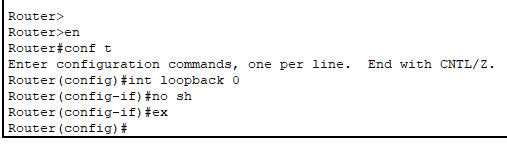 Router>
Router>en
Router#conf t
Enter configuration commands, one per line.  End with CNTL/Z.
Router(config)#int loopback 0
Router(config-if)#no sh
Router(config-if)#ex
Router(config)#